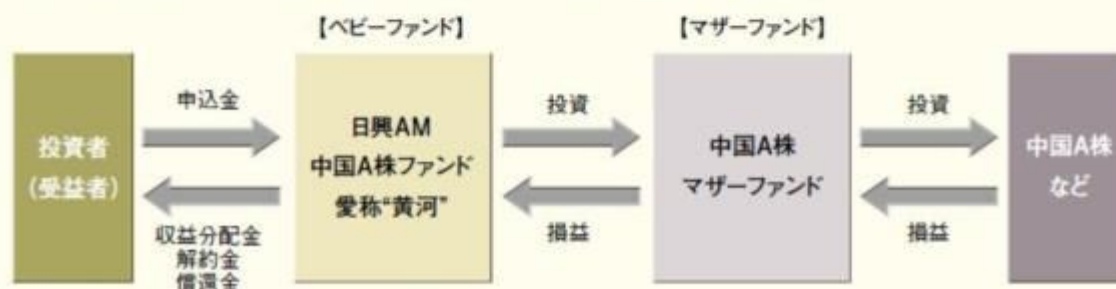 【ベビーファンド】
【マザーファンド】
投資者
(受益者)
申込金
収益分配金
解約金
償還金
日興AM
中国A株ファンド
愛称“黄河”
投資
損益
中国A株
マザーファンド
投資
損益
中国A株
など